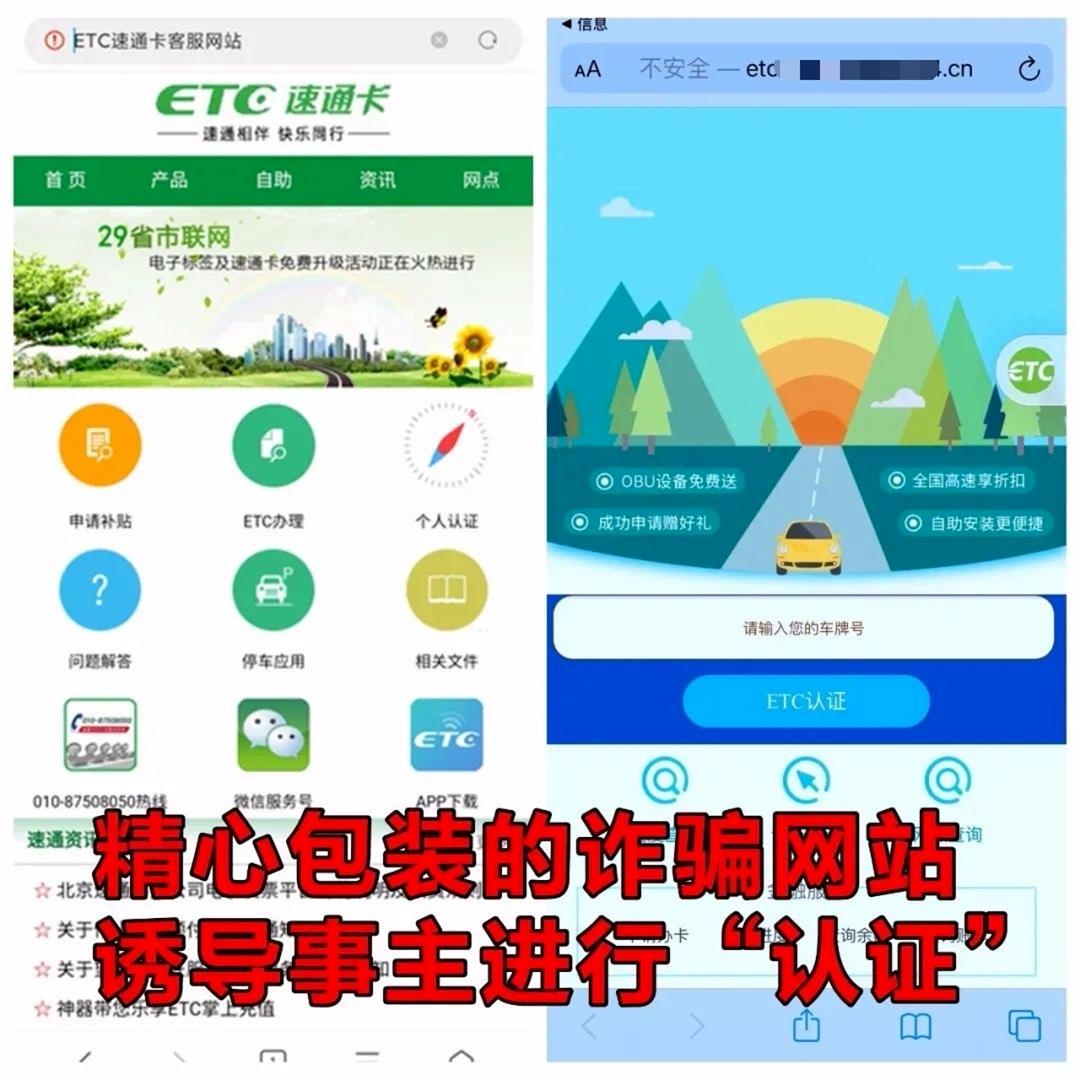 ETC速通卡客服网站
ETC 速通卡
速通相伴 快乐同行
首页 产品 自助 资讯 网点
29省市联网
电子标签及速通卡免费升级活动正在火热进行
申请补贴 ETC办理 个人认证
问题解答 停车应用 相关文件
010-87508050
ETC
010-87508050热线 微信服务号 APP下载
速通资讯
北京速通
关于
关于
神器带您乐享ETC掌上充值
信息
AA 不安全 — etc .cn
ETC
OBU设备免费送 全国高速享折扣
成功申请赠好礼 自助安装更便捷
请输入您的车牌号
ETC认证
查询
精心包装的诈骗网站
诱导事主进行“认证”